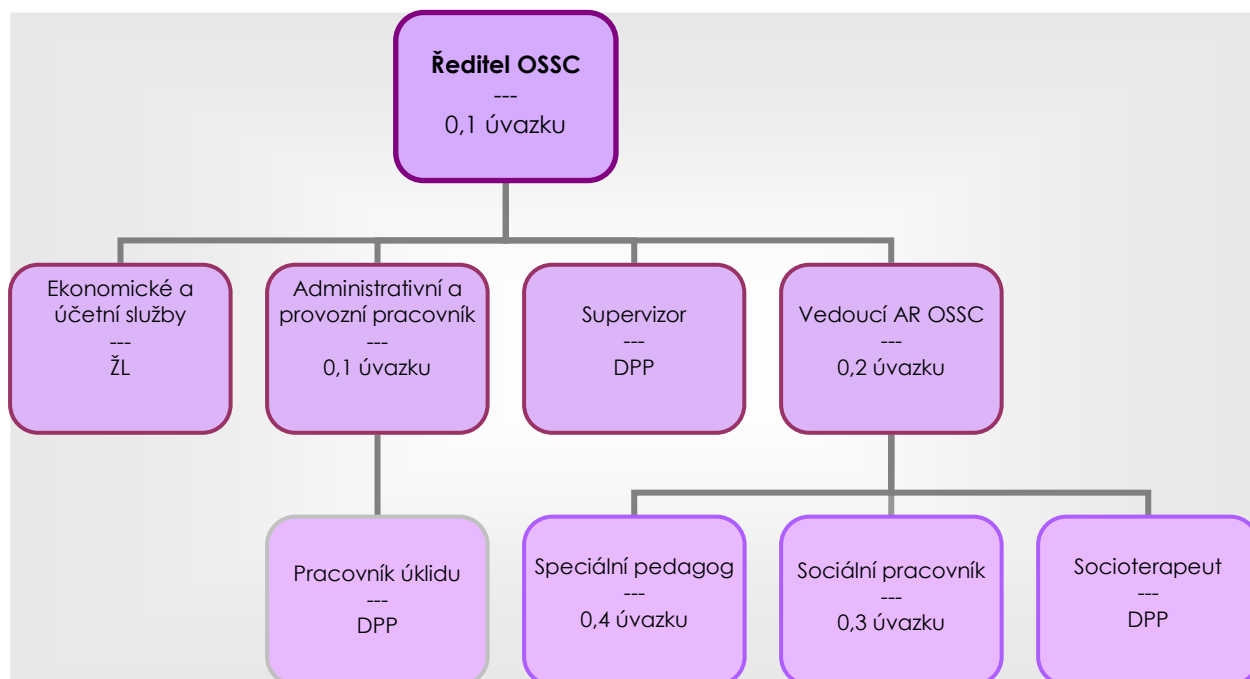 Ředitel OSSC
---
0,1 úvazku
Ekonomické a
účetní služby
---
ŽL
Administrativní a
provozní pracovník
---
0,1 úvazku
Supervizor
---
DPP
Vedoucí AR OSSC
---
0,2 úvazku
Pracovník úklidu
---
DPP
Speciální pedagog
---
0,4 úvazku
Sociální pracovník
---
0,3 úvazku
Socioterapeut
---
DPP